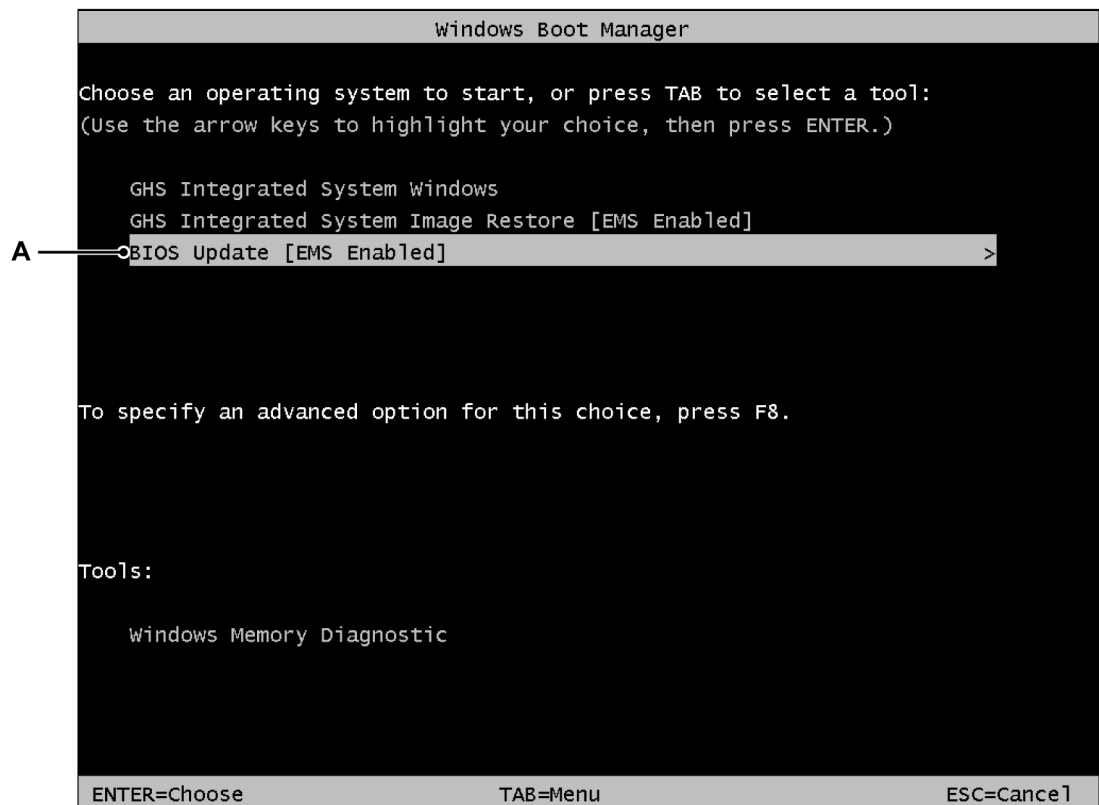 Windows Boot Manager
Choose an operating system to start, or press TAB to select a tool:
(Use the arrow keys to highlight your choice, then press ENTER.)
GHS Integrated System Windows
GHS Integrated System Image Restore [EMS Enabled]
A BIOS Update [EMS Enabled] >
To specify an advanced option for this choice, press F8.
Tools:
Windows Memory Diagnostic
ENTER=Choose TAB=Menu ESC=Cancel